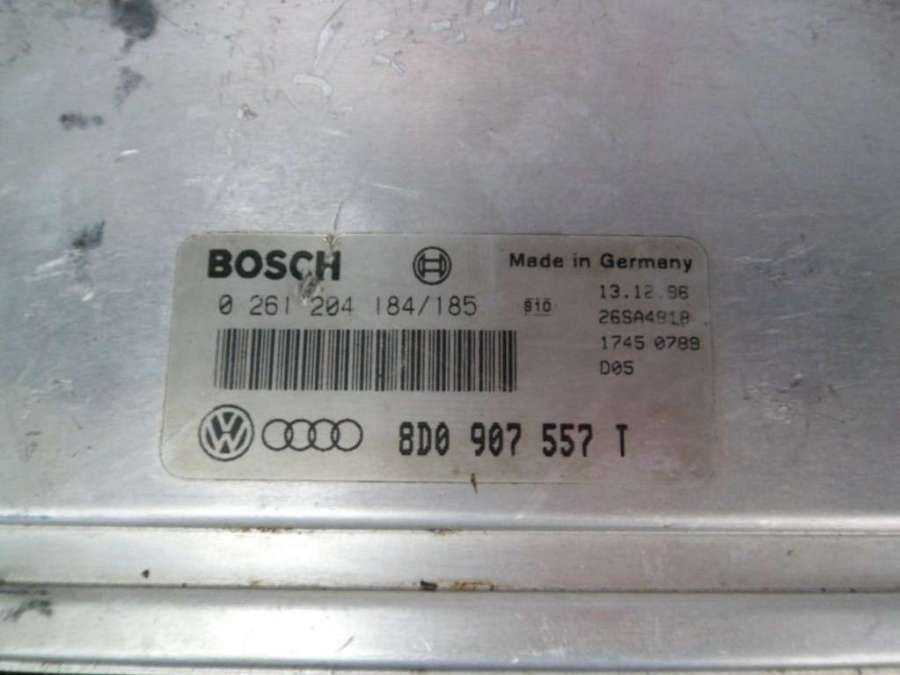 BOSCH
Made in Germany
0 261 204 184/185
S10
13.12.96
26SA4918
1745 0789
D05
8D0 907 557 T